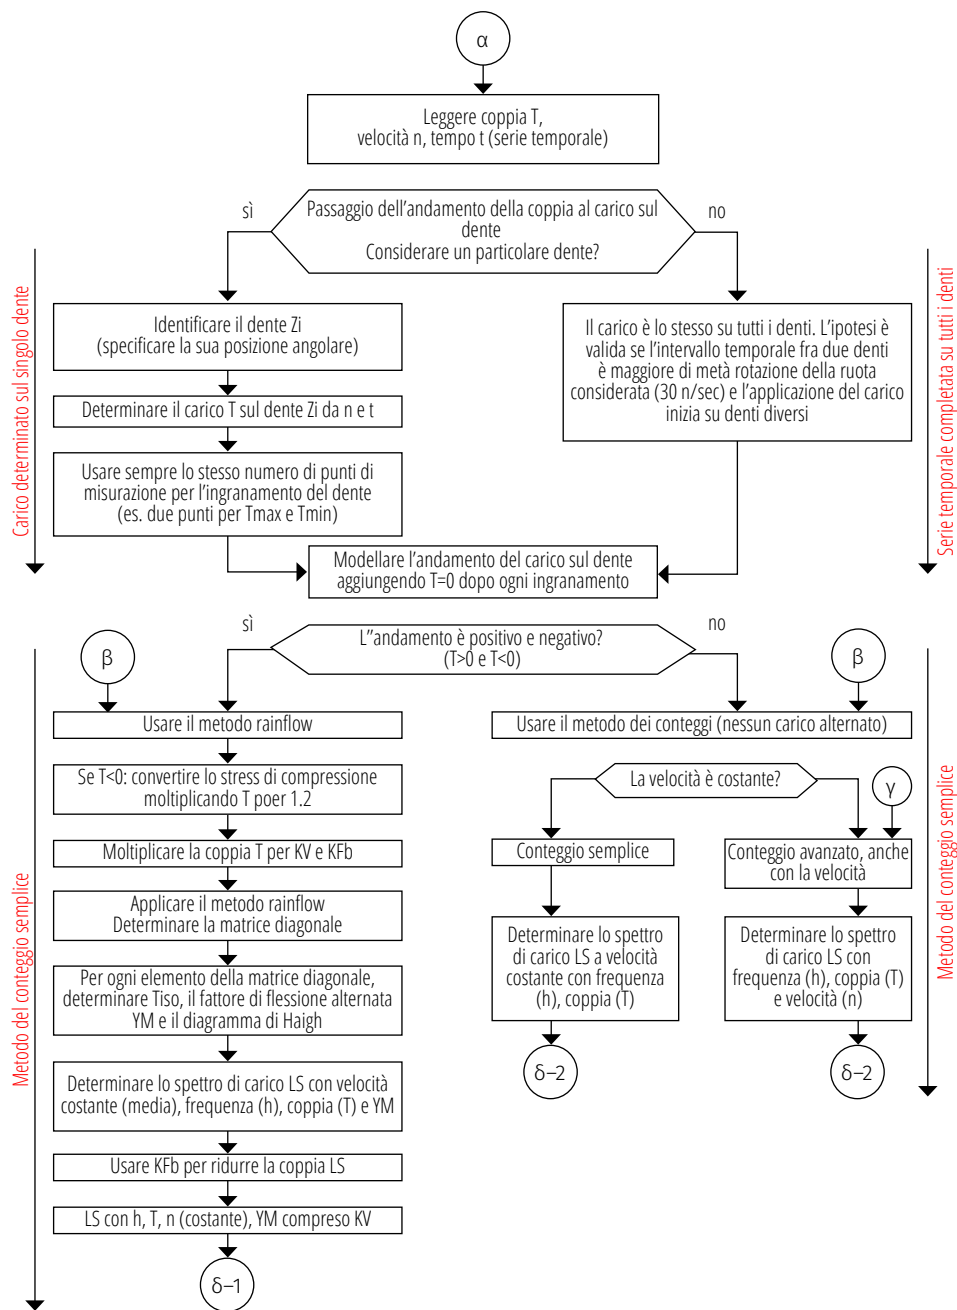 α
Leggere coppia T,
velocità n, tempo t (serie temporale)
sì
Passaggio dell'andamento della coppia al carico sul
dente
Considerare un particolare dente?
no
Carico determinato sul singolo dente
Serie temporale completata su tutti i denti
Identificare il dente Zi
(specificare la sua posizione angolare)
Determinare il carico T sul dente Zi da n e t
Usare sempre lo stesso numero di punti di
misurazione per l'ingranamento del dente
(es. due punti per Tmax e Tmin)
Il carico è lo stesso su tutti i denti. L'ipotesi è
valida se l'intervallo temporale fra due denti
è maggiore di metà rotazione della ruota
considerata (30 n/sec) e l'applicazione del carico
inizia su denti diversi
Modellare l'andamento del carico sul dente
aggiungendo T=0 dopo ogni ingranamento
sì
L''andamento è positivo e negativo?
(T>0 e T<0)
no
Metodo del conteggio semplice
β
Usare il metodo rainflow
Se T<0: convertire lo stress di compressione
moltiplicando T poer 1.2
Moltiplicare la coppia T per KV e KFb
Applicare il metodo rainflow
Determinare la matrice diagonale
Per ogni elemento della matrice diagonale,
determinare Tiso, il fattore di flessione alternata
YM e il diagramma di Haigh
Determinare lo spettro di carico LS con velocità
costante (media), frequenza (h), coppia (T) e YM
Usare KFb per ridurre la coppia LS
LS con h, T, n (costante), YM compreso KV
δ–1
β
Usare il metodo dei conteggi (nessun carico alternato)
La velocità è costante?
γ
Conteggio semplice
Conteggio avanzato, anche
con la velocità
Determinare lo spettro
di carico LS a velocità
costante con frequenza
(h), coppia (T)
Determinare lo spettro
di carico LS con
frequenza (h), coppia (T)
e velocità (n)
δ–2
δ–2
Metodo del conteggio semplice